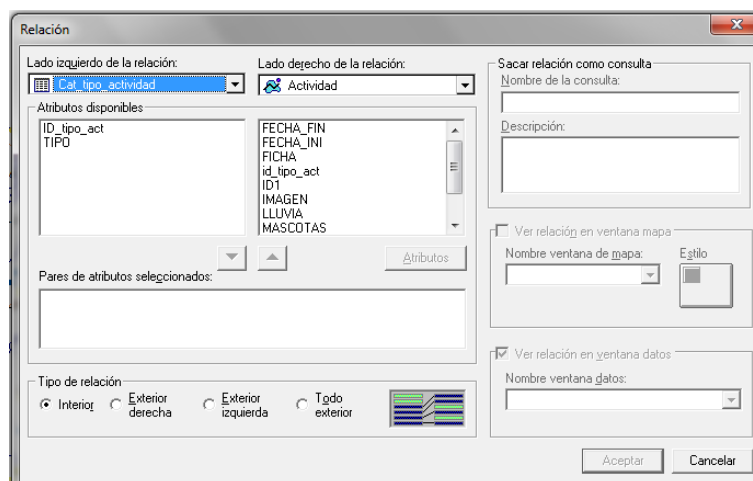 Relación
Lado izquierdo de la relación:
Cat_tipo_actividad
Lado derecho de la relación:
Actividad
Atributos disponibles
ID_tipo_act
TIPO
FECHA_FIN
FECHA_INI
FICHA
id_tipo_act
ID1
IMAGEN
LLUVIA
MASCOTAS
Atributos
Pares de atributos seleccionados:
Tipo de relación
Interior
Exterior
derecha
Exterior
izquierda
Todo
exterior
Sacar relación como consulta
Nombre de la consulta:
Descripción:
Ver relación en ventana mapa
Nombre ventana de mapa:
Estilo
Ver relación en ventana datos
Nombre ventana datos:
Aceptar
Cancelar